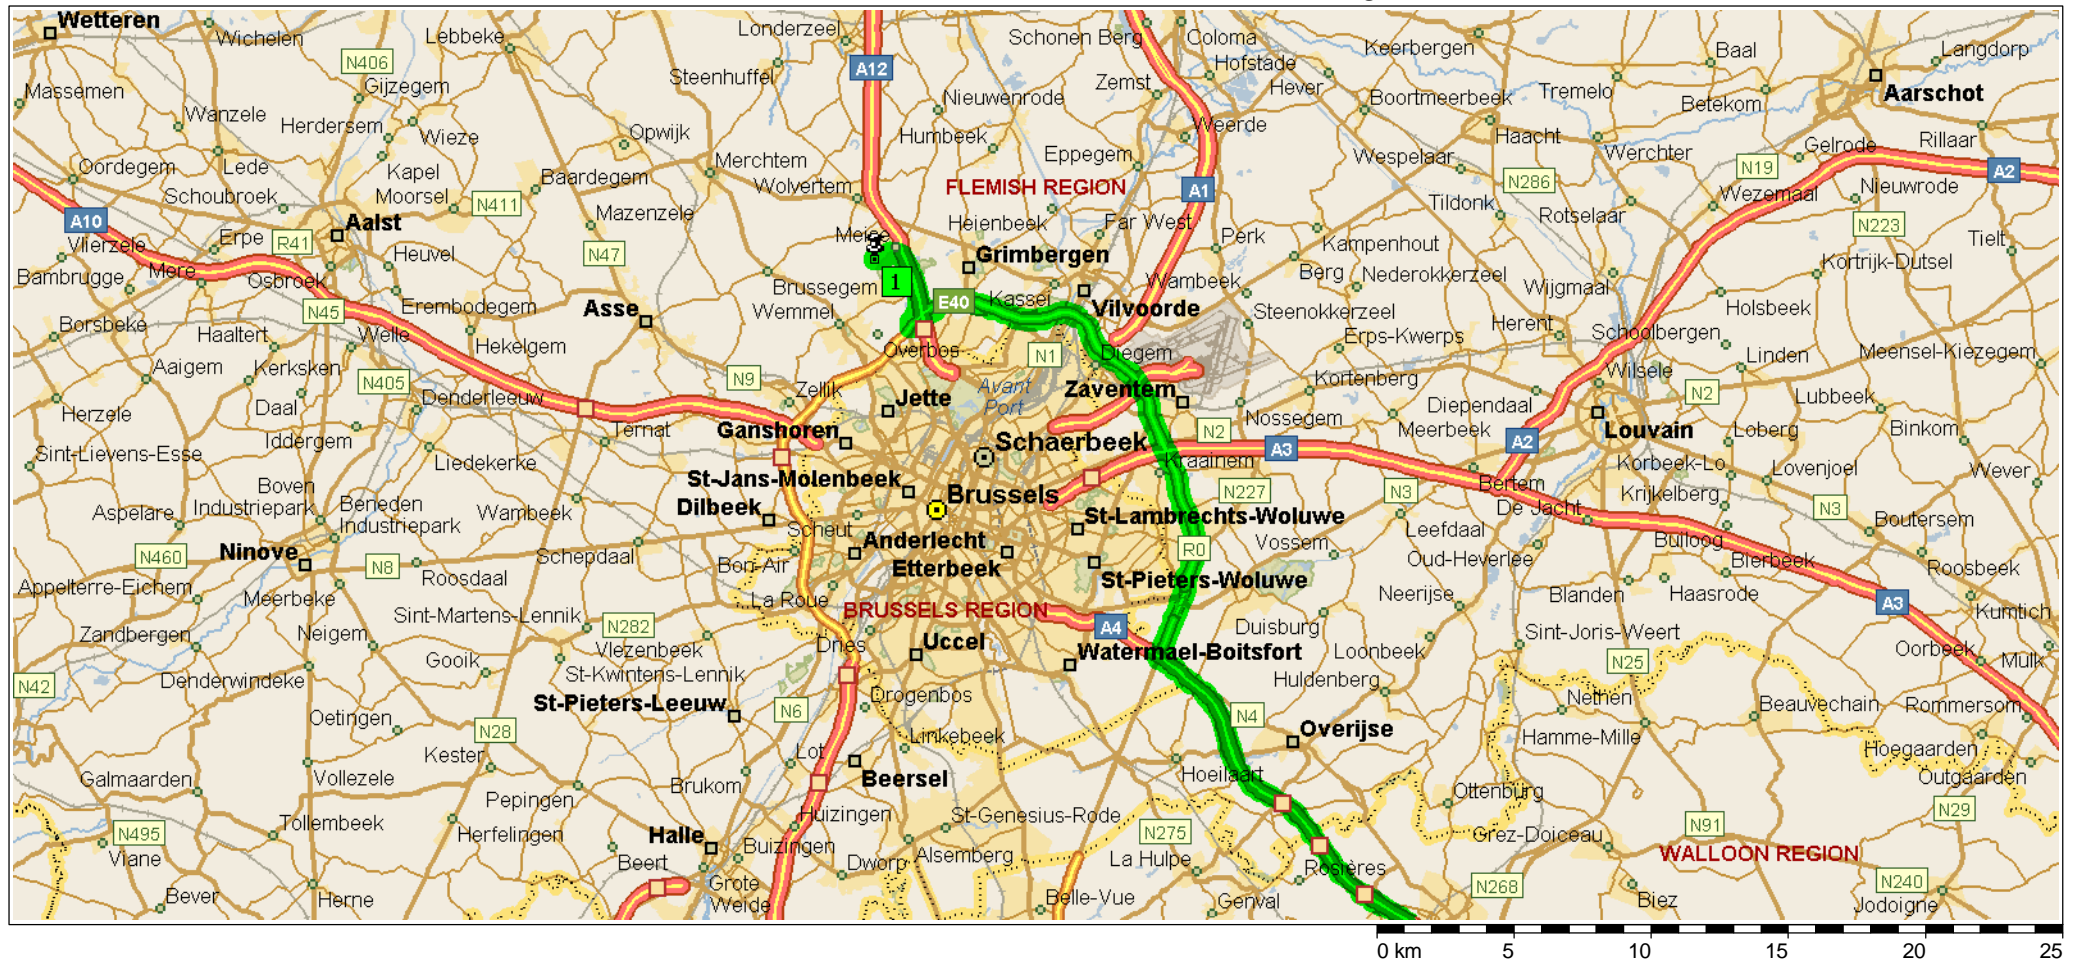 Wetteren
Wichelen
Lebbeke
Londerzeel
Schonen Berg
Coloma
Keerbergen
Baal
Langdorp
N406
A12
Steenhuffel
Hofstade
Massemen
Gijzegem
Zemst
Hever
Tremelo
Betekom
Aarschot
Nieuwenrode
Boortmeerbeek
Wanzele
Herdersem
Wieze
Opwijk
Humbeek
Weerde
Haacht
Werchter
Gelrode
Rillaar
Oordegem
Lede
Kapel
Merchtem
Eppegem
Wespelaar
N19
A2
Schoubroek
Moorsel
Baardegem
Wolvertem
FLEMISH REGION
A1
N286
Wezemaal
Nieuwrode
N411
Mazenzele
Heienbeek
Far West
Tildonk
Rotselaar
N223
A10
Aalst
Vlierzele
Erpe
R41
Heuvel
N47
Meise
Grimbergen
Perk
Kampenhout
Tielt
Bambrugge
Mere
Osbroek
Brussegem
1
Wambeek
Berg
Nederokkerzeel
Kortrijk-Dutsel
Erembodegem
Asse
E40
Kassei
Vilvoorde
Wijgmaal
Holsbeek
N45
Wemmel
Steenokkerzeel
Borsbeke
Haaltert
Welle
Hekelgem
Overbos
N1
Diegem
Erps-Kwerps
Herent
Schoolbergen
Linden
Meensel-Kiezegem
Aaigem
Kerksken
N405
N9
Zellik
Avant
Port
Zaventem
Kortenberg
Wilsele
N2
Lubbeek
Herzele
Daal
Denderleeuw
Jette
Nossegem
Diependaal
Iddergem
Ternat
Ganshoren
Schaerbeek
N2
A3
Meerbeek
A2
Louvain
Loberg
Binkom
Sint-Lievens-Esse
Liedekerke
Kraainem
Korbeek-Lo
Lovenjoel
Wever
Boven
Industriepark
Beneden
Industriepark
St-Jans-Molenbeek
Brussels
N227
N3
Bertem
Krijkelberg
N3
Aspelare
Wambeek
Dilbeek
Scheut
St-Lambrechts-Woluwe
Leefdaal
De Jacht
Boutersem
N460
Ninove
N8
Schepdaal
Anderlecht
R0
Vossem
Bulloog
Bon-Air
Etterbeek
Oud-Heverlee
Bierbeek
Roosbeek
Appelterre-Eichem
Roosdaal
St-Pieters-Woluwe
Meerbeke
La Roue
BRUSSELS REGION
Neerijse
Blanden
Haasrode
A3
Kumtich
Sint-Martens-Lennik
N282
A4
Duisburg
Zandbergen
Neigem
Vlezenbeek
Dries
Uccel
Sint-Joris-Weert
Gooik
Watermael-Boitsfort
Loonbeek
N25
Oorbeek
Mulk
N42
Denderwindeke
St-Kwintens-Lennik
Drogenbos
Huldenberg
Nethen
Beauvechain
Rommersom
Oetingen
St-Pieters-Leeuw
N6
N4
Overijse
N28
Kester
Lot
Linkebeek
Hamme-Mille
Hoegaarden
Galmaarden
Vollezele
Brukom
Beersel
Hoeilaart
Ottenburg
Outgaarden
Pepingen
Huizingen
St-Genesius-Rode
N29
N495
Tollembeek
Herfelingen
Halle
Buizingen
N275
Grez-Doiceau
N91
Viane
Beert
Dworp
Alsemberg
La Hulpe
Rosières
WALLOON REGION
Bever
Herne
Grote
Weide
Belle-Vue
Genval
N268
Biez
N240
Jodoigne
0 km
5
10
15
20
25